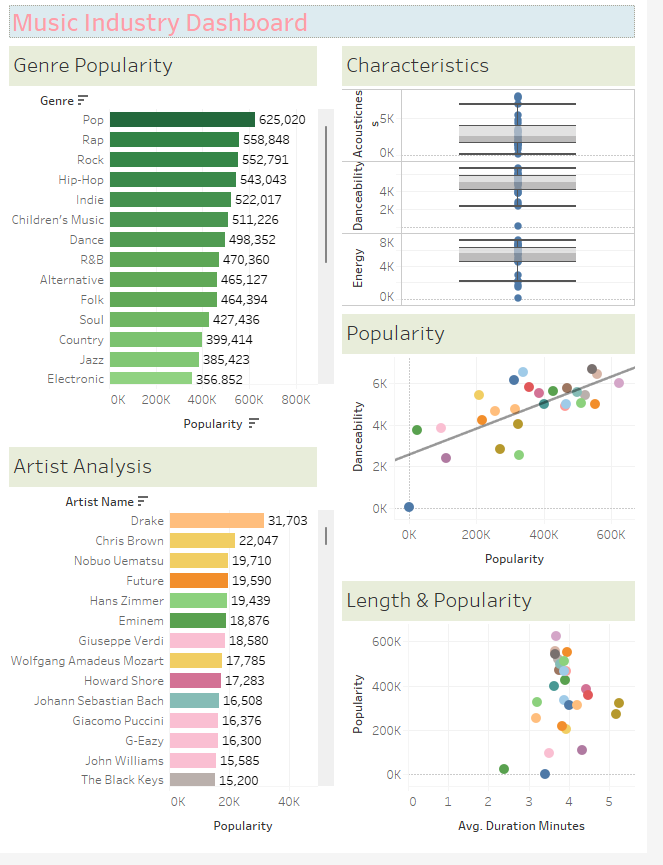 Music Industry Dashboard
Genre Popularity
Genre
Pop 625,020
Rap 558,848
Rock 552,791
Hip-Hop 543,043
Indie 522,017
Children's Music 511,226
Dance 498,352
R&B 470,360
Alternative 465,127
Folk 464,394
Soul 427,436
Country 399,414
Jazz 385,423
Electronic 356,852
0K 200K 400K 600K 800K
Popularity
Artist Analysis
Artist Name
Drake 31,703
Chris Brown 22,047
Nobuo Uematsu 19,710
Future 19,590
Hans Zimmer 19,439
Eminem 18,876
Giuseppe Verdi 18,580
Wolfgang Amadeus Mozart 17,785
Howard Shore 17,283
Johann Sebastian Bach 16,508
Giacomo Puccini 16,376
G-Eazy 16,300
John Williams 15,585
The Black Keys 15,200
0K 20K 40K
Popularity
Characteristics
Acousticnes
s
5K
0K
Danceability
4K
2K
Energy
8K
4K
0K
Popularity
Danceability
6K
4K
2K
0K
0K 200K 400K 600K
Popularity
Length & Popularity
Popularity
600K
400K
200K
0K
0 1 2 3 4 5
Avg. Duration Minutes